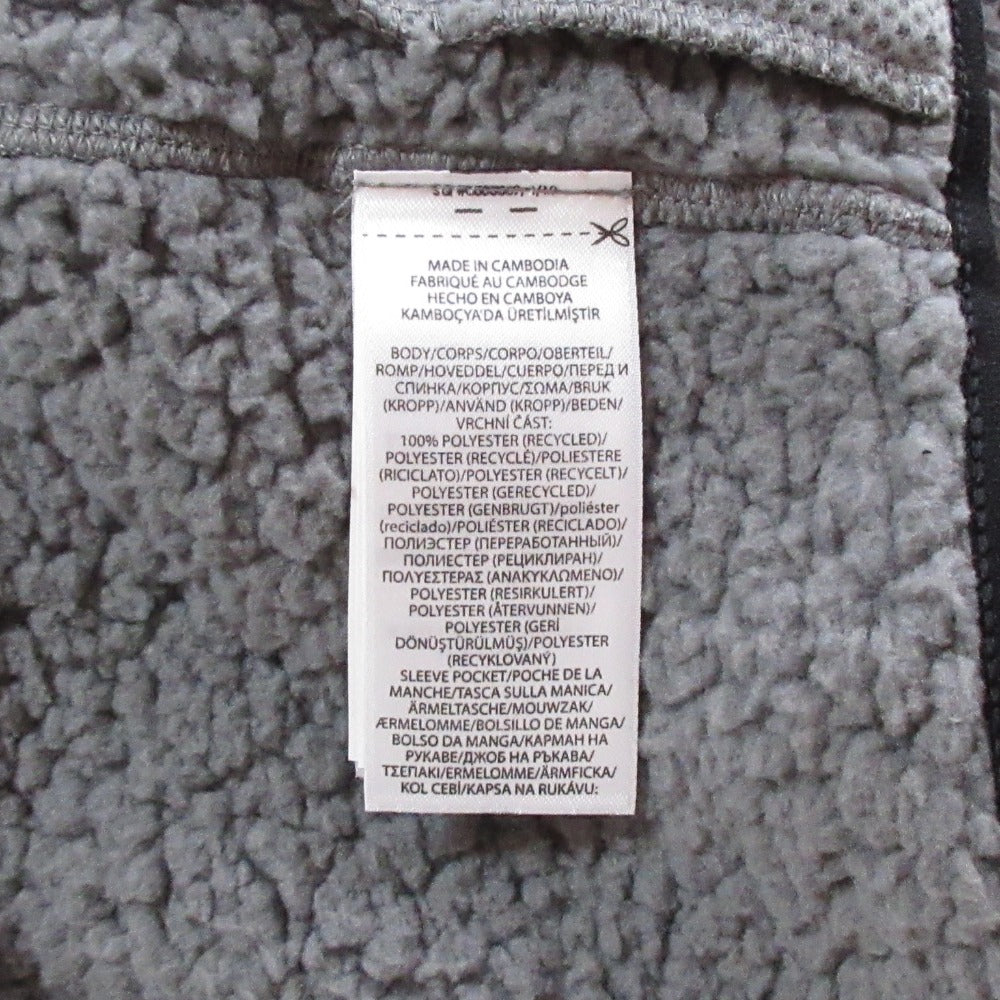 MADE IN CAMBODIA
FABRIQUÉ AU CAMBODGE
HECHO EN CAMBOYA
KAMBOÇYA'DA ÜRETİLMİŞTİR
BODY/CORPS/CORPO/OBERTEIL/
ROMP/HOVEDDEL/CUERPO/ПЕРЕД И
СПИНКА/КОРПУС/ΣΩΜΑ/BRUK
(KROPP)/ANVÄND (KROPP)/BEDEN/
VRCHNÍ ČÁST:
100% POLYESTER (RECYCLED)/
POLYESTER (RECYCLÉ)/POLIESTERE
(RICICLATO)/POLYESTER (RECYCELT)/
POLYESTER (GERECYCLED)/
POLYESTER (GENBRUGT)/poliéster
(reciclado)/POLIÉSTER (RECICLADO)/
ПОЛИЭСТЕР (ПЕРЕРАБОТАННЫЙ)/
ПОЛИЕСТЕР (РЕЦИКЛИРАН)/
ΠΟΛΥΕΣΤΕΡΑΣ (ΑΝΑΚΥΚΛΩΜΕΝΟ)/
POLYESTER (RESIRKULERT)/
POLYESTER (ÅTERVUNNEN)/
POLYESTER (GERİ
DÖNÜŞTÜRÜLMÜŞ)/POLYESTER
(RECYKLOVANÝ)
SLEEVE POCKET/POCHE DE LA
MANCHE/TASCA SULLA MANICA/
ÄRMELTASCHE/MOUWZAK/
ÆRMELOMME/BOLSILLO DE MANGA/
BOLSO DA MANGA/КАРМАН НА
РУКАВЕ/ДЖОБ НА РЪКАВА/
ΤΣΕΠΑΚΙ/ERMELOMME/ÄRMFICKA/
KOL CEBİ/KAPSA NA RUKÁVU: